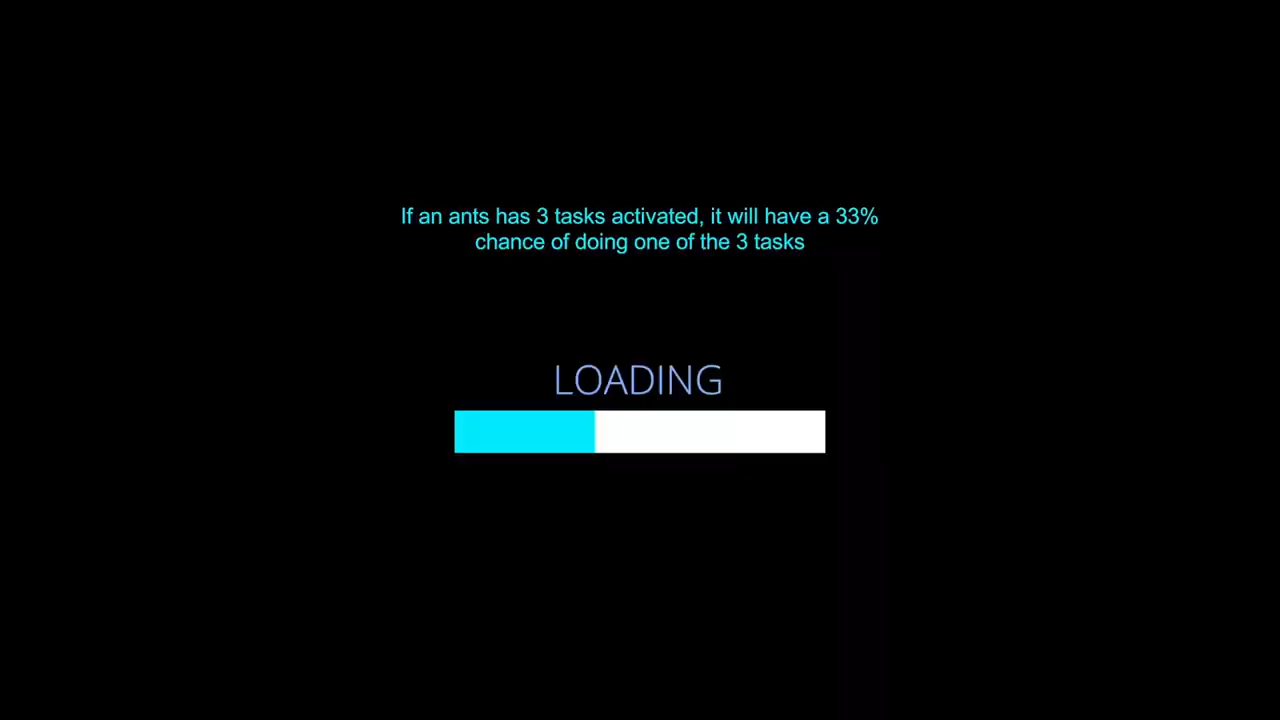 If an ants has 3 tasks activated, it will have a 33%
chance of doing one of the 3 tasks
LOADING